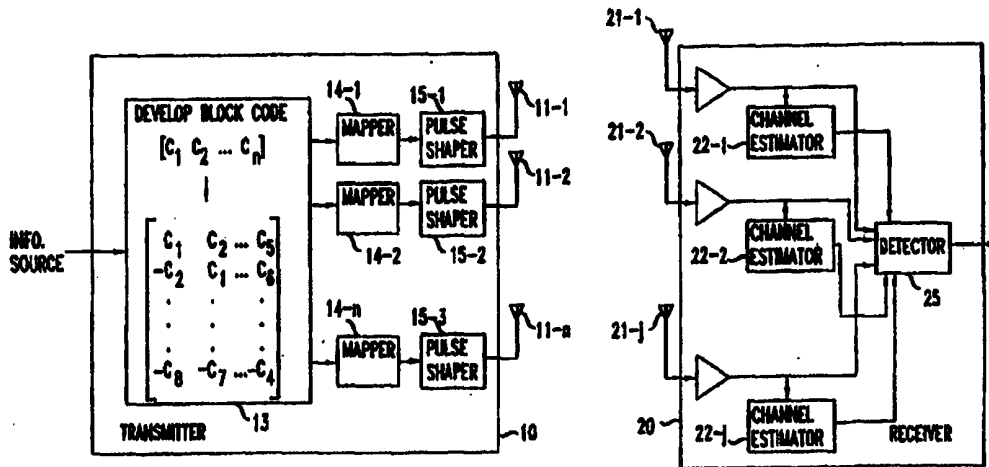 DEVELOP BLOCK CODE
[C1 C2 ... Cn]
C1 C2 ... C5
-C2 C1 ... C6
. . .
. . .
. . .
-C8 -C7 ...-C4
INFO.
SOURCE
13
TRANSMITTER
10
14-1
MAPPER
15-1
PULSE
SHAPER
11-1
MAPPER
14-2
PULSE
SHAPER
15-2
11-2
14-n
MAPPER
15-3
PULSE
SHAPER
11-n
21-1
CHANNEL
ESTIMATOR
22-1
21-2
CHANNEL
ESTIMATOR
22-2
DETECTOR
25
21-j
CHANNEL
ESTIMATOR
22-j
20
RECEIVER